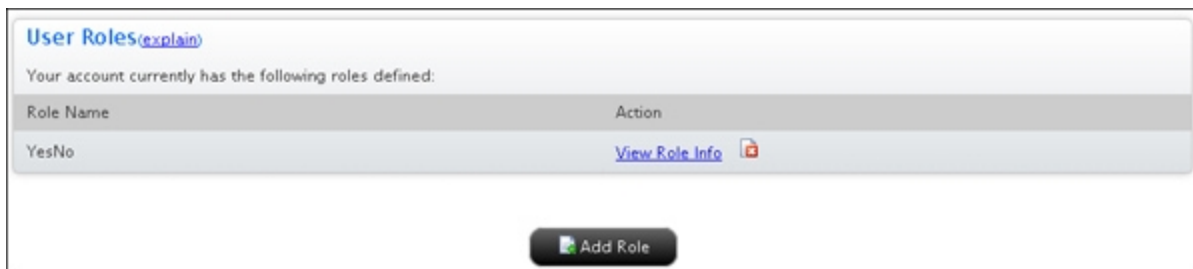 User Roles(explain)
Your account currently has the following roles defined:
Role Name Action
YesNo View Role Info
Add Role